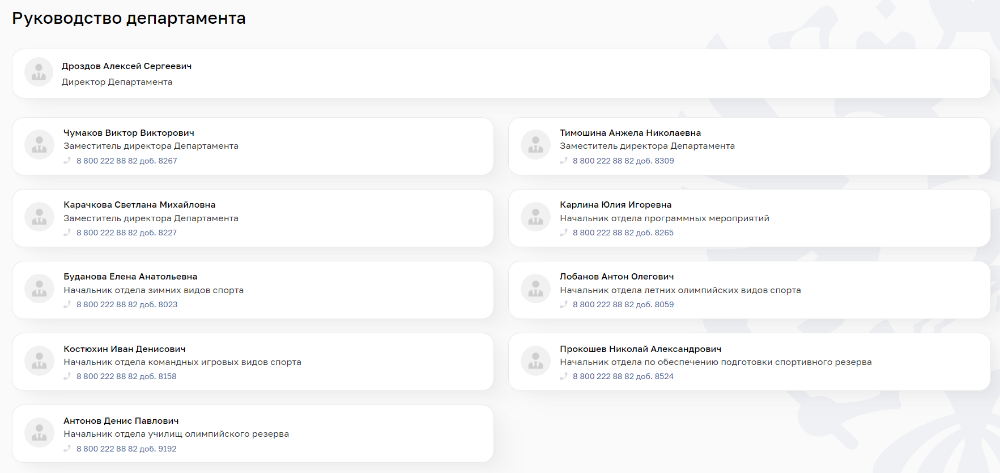 Руководство департамента
Дроздов Алексей Сергеевич
Директор Департамента
Чумаков Виктор Викторович
Заместитель директора Департамента
8 800 222 88 82 доб. 8267
Тимошина Анжела Николаевна
Заместитель директора Департамента
8 800 222 88 82 доб. 8309
Карачкова Светлана Михайловна
Заместитель директора Департамента
8 800 222 88 82 доб. 8227
Карлина Юлия Игоревна
Начальник отдела программных мероприятий
8 800 222 88 82 доб. 8265
Буданова Елена Анатольевна
Начальник отдела зимних видов спорта
8 800 222 88 82 доб. 8023
Лобанов Антон Олегович
Начальник отдела летних олимпийских видов спорта
8 800 222 88 82 доб. 8059
Костюхин Иван Денисович
Начальник отдела командных игровых видов спорта
8 800 222 88 82 доб. 8158
Прокошев Николай Александрович
Начальник отдела по обеспечению подготовки спортивного резерва
8 800 222 88 82 доб. 8524
Антонов Денис Павлович
Начальник отдела училищ олимпийского резерва
8 800 222 88 82 доб. 9192